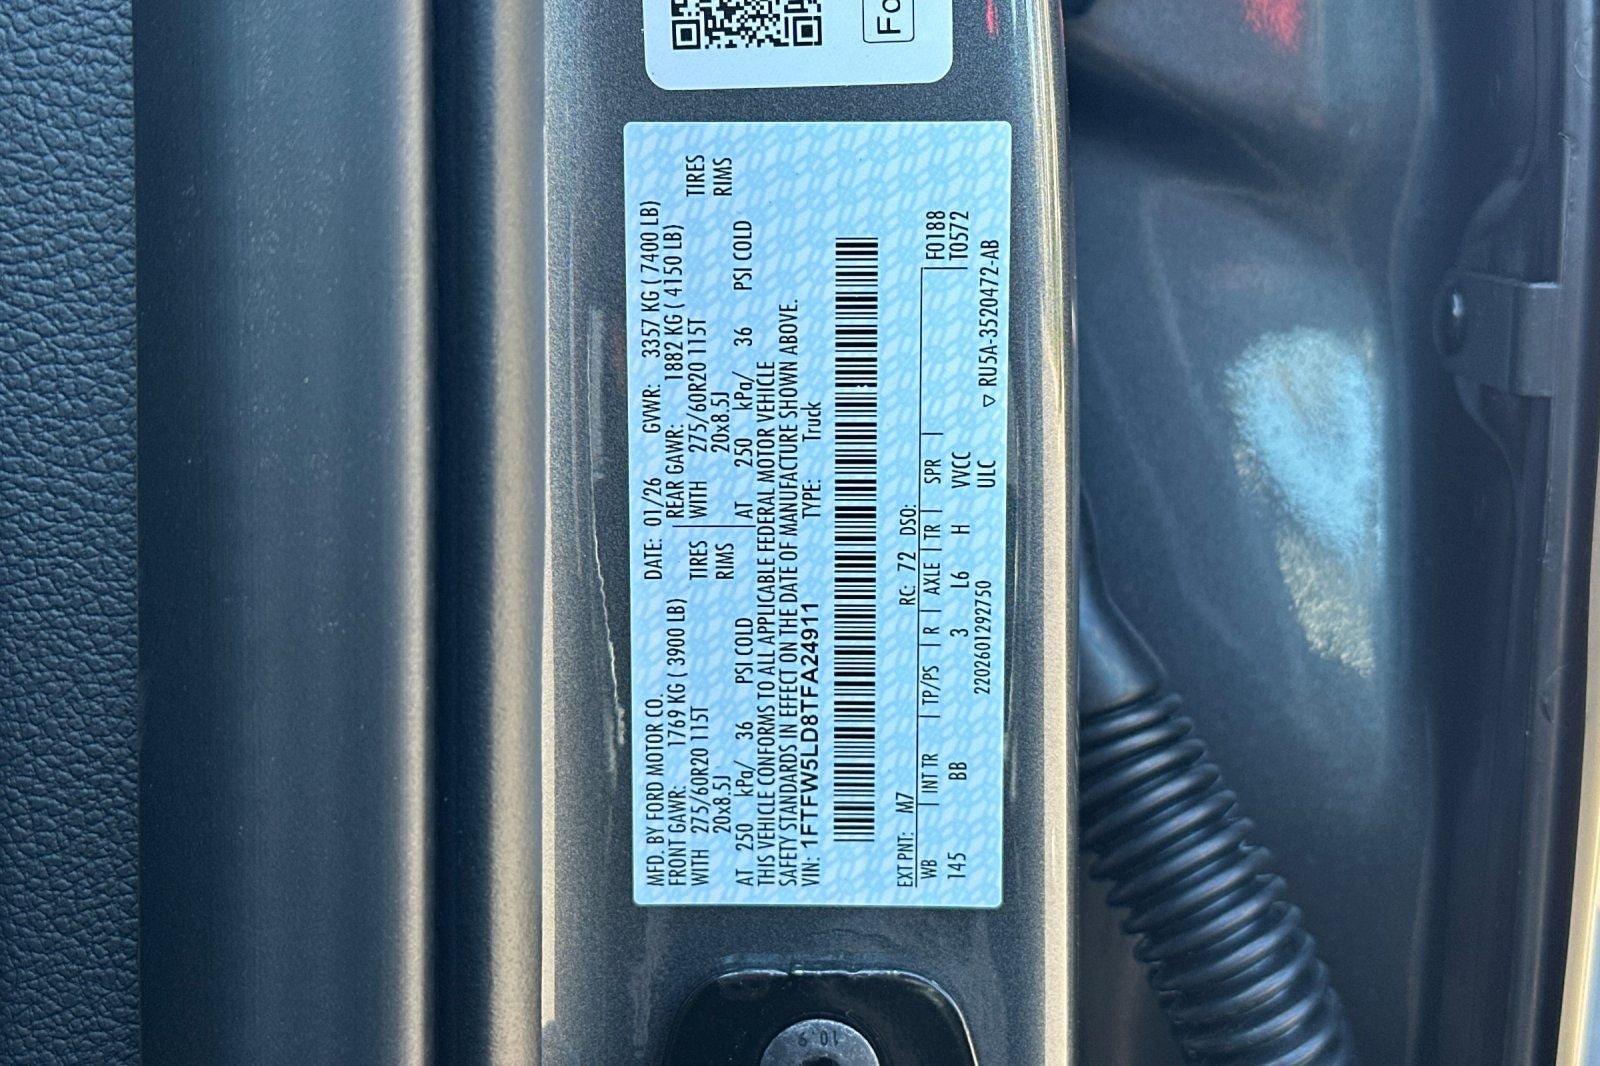 Fo
MFD. BY FORD MOTOR CO. DATE: 01/26 GVWR: 3357 KG ( 7400 LB)
FRONT GAWR: 1769 KG ( 3900 LB) REAR GAWR: 1882 KG ( 4150 LB)
WITH 275/60R20 115T TIRES WITH 275/60R20 115T TIRES
20x8.5J RIMS 20x8.5J RIMS
AT 250 kPa/ 36 PSI COLD AT 250 kPa/ 36 PSI COLD
THIS VEHICLE CONFORMS TO ALL APPLICABLE FEDERAL MOTOR VEHICLE
SAFETY STANDARDS IN EFFECT ON THE DATE OF MANUFACTURE SHOWN ABOVE.
VIN: 1FTFW5LD8TFA24911 TYPE: Truck
EXT PNT: M7 RC: 72 DSO:
WB INT TR TP/PS R AXLE TR SPR F0188
145 BB 3 L6 H VVCC T0572
2202601292750 ULC ▽ RU5A-3520472-AB
10.9